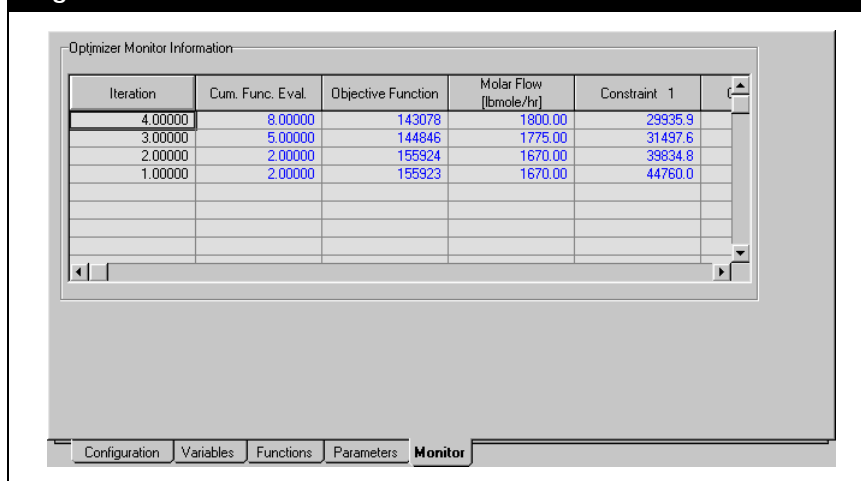 Optimizer Monitor Information
Iteration Cum. Func. Eval. Objective Function Molar Flow [lbmole/hr] Constraint 1
4.00000 8.00000 143078 1800.00 29935.9
3.00000 5.00000 144846 1775.00 31497.6
2.00000 2.00000 155924 1670.00 39834.8
1.00000 2.00000 155923 1670.00 44760.0
Configuration Variables Functions Parameters Monitor